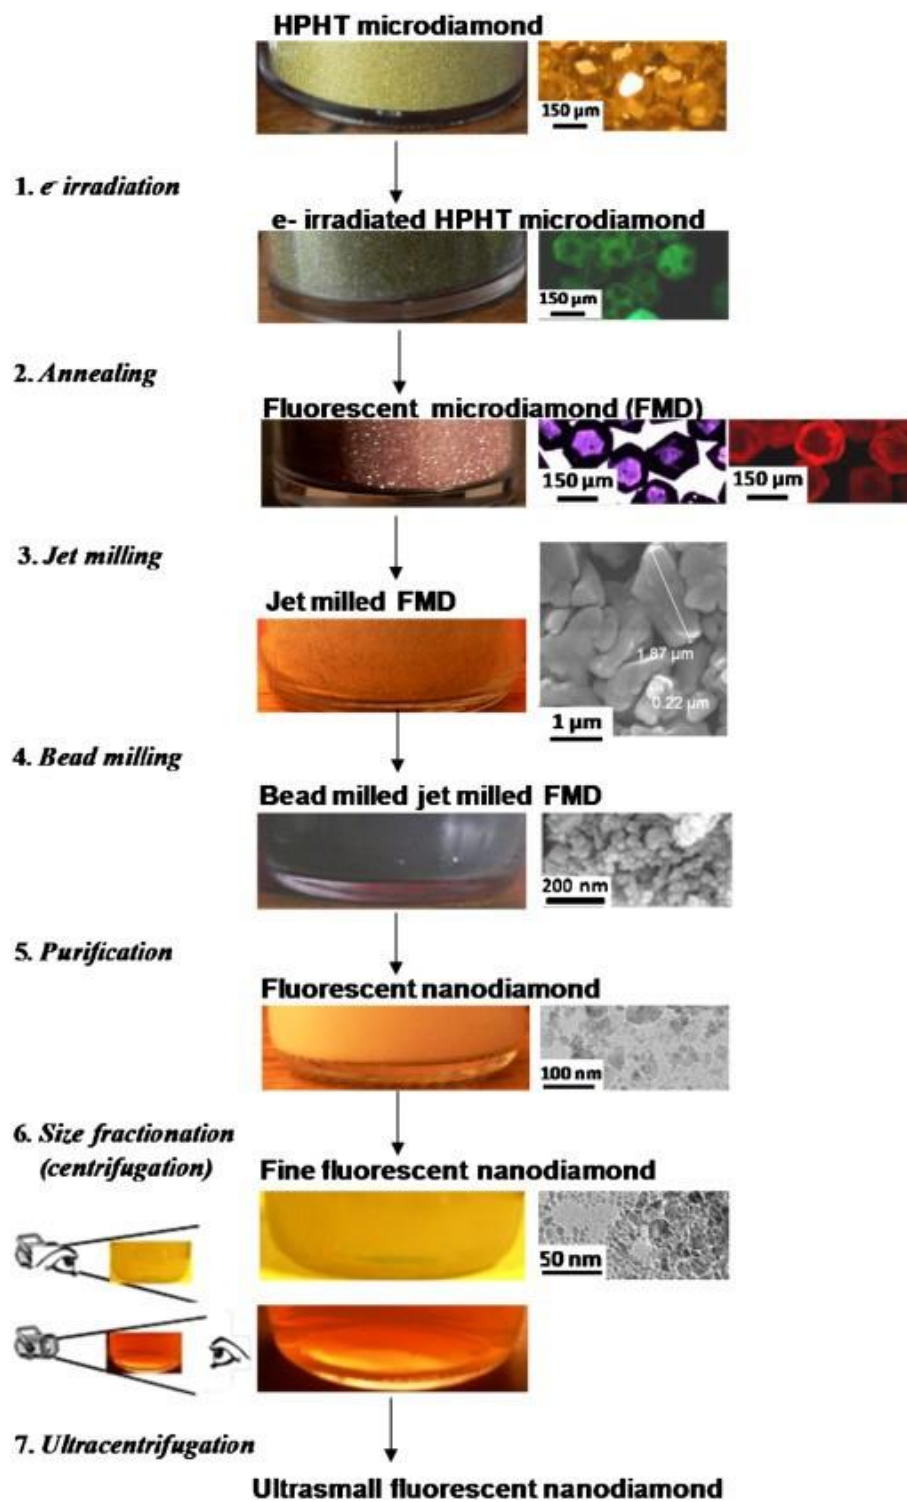 HPHT microdiamond
150 µm
1. e⁻ irradiation
e- irradiated HPHT microdiamond
150 µm
2. Annealing
Fluorescent microdiamond (FMD)
150 µm
150 µm
3. Jet milling
Jet milled FMD
1.87 µm
0.22 µm
1 µm
4. Bead milling
Bead milled jet milled FMD
200 nm
5. Purification
Fluorescent nanodiamond
100 nm
6. Size fractionation
(centrifugation)
Fine fluorescent nanodiamond
50 nm
7. Ultracentrifugation
Ultrasmall fluorescent nanodiamond